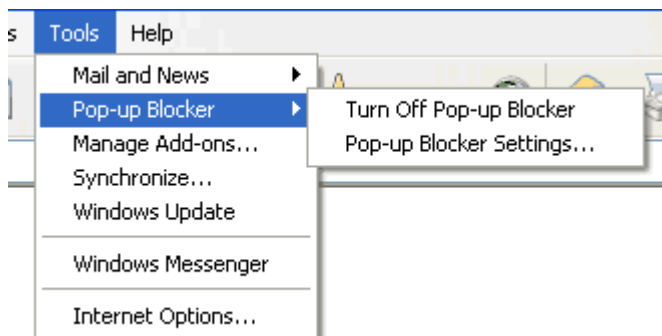 s Tools Help
Mail and News
Pop-up Blocker
Turn Off Pop-up Blocker
Manage Add-ons...
Pop-up Blocker Settings...
Synchronize...
Windows Update
Windows Messenger
Internet Options...